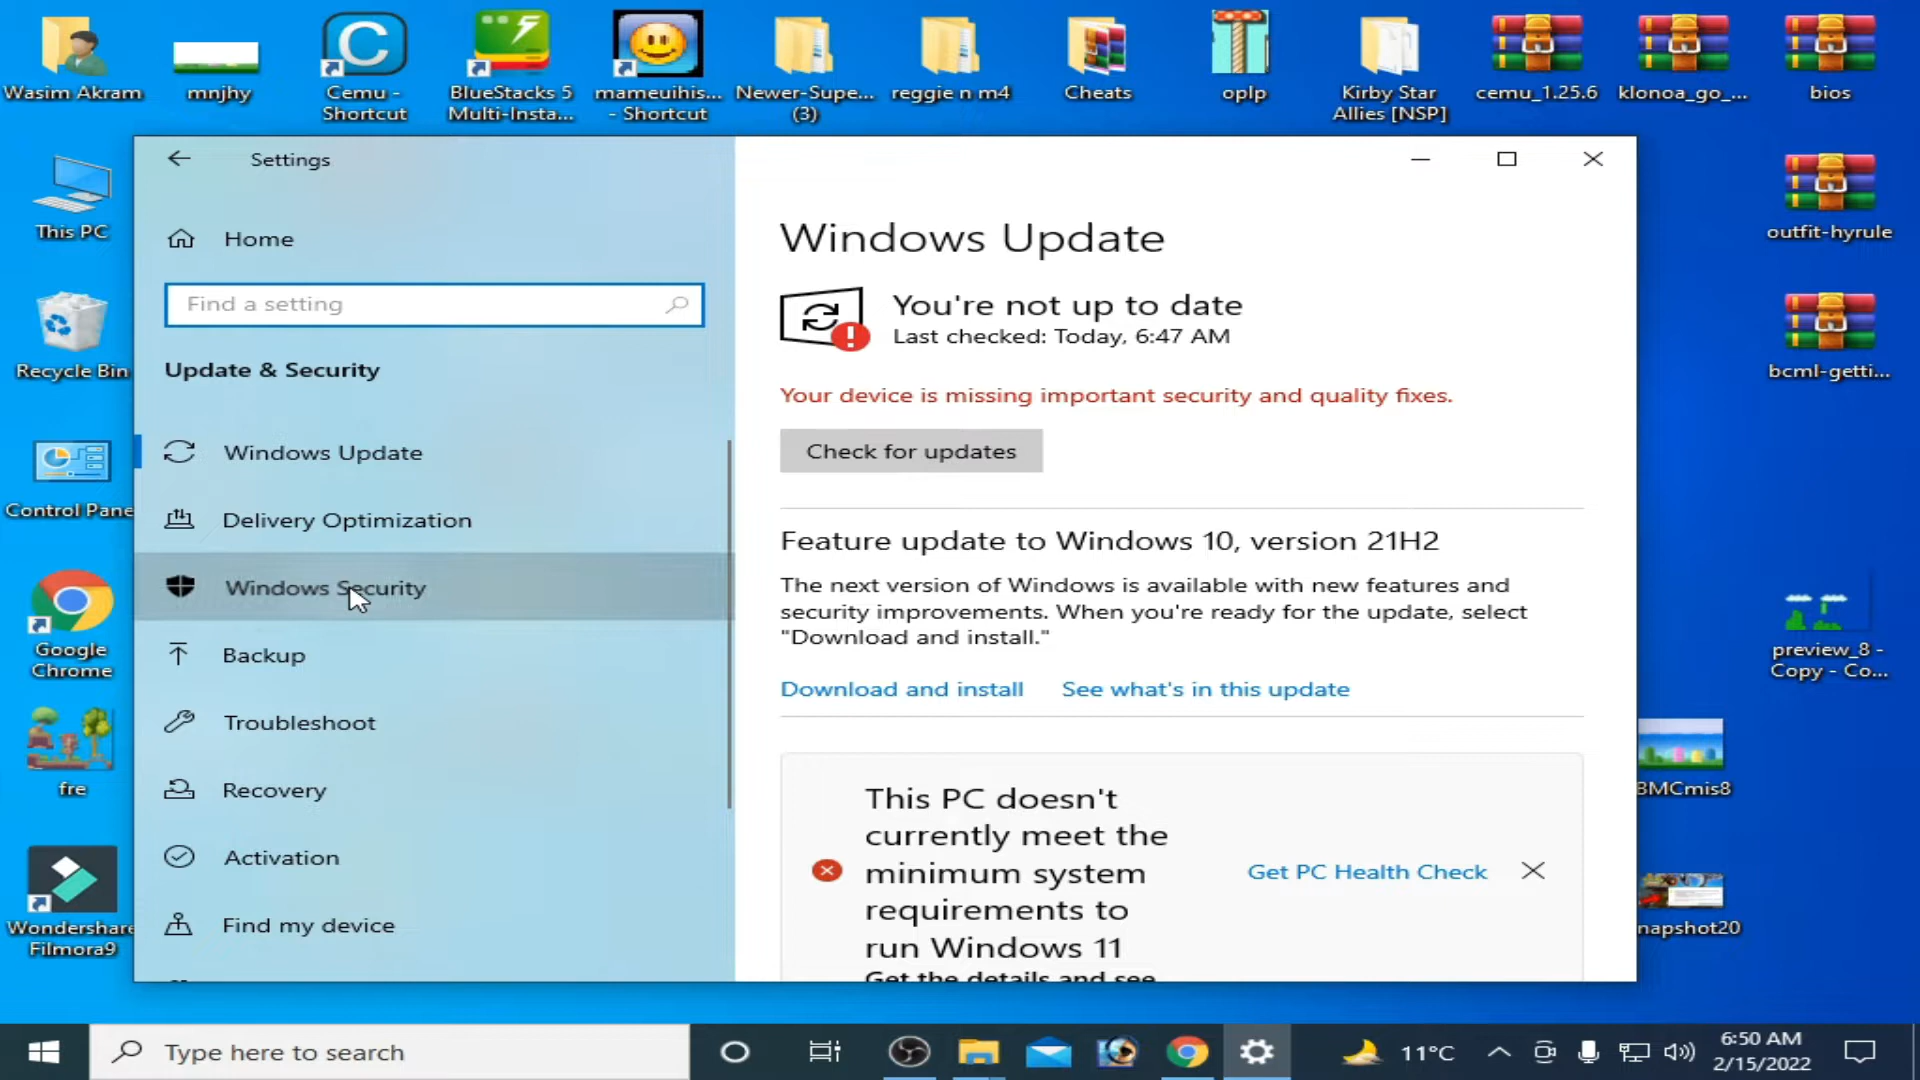 Wasim Akram
mnjhy
Cemu -
Shortcut
BlueStacks 5
Multi-Insta...
mameuihis...
- Shortcut
Newer-Supe...
(3)
reggie n m4
Cheats
oplp
Kirby Star
Allies [NSP]
cemu_1.25.6
klonoa_go_...
bios
This PC
Recycle Bin
Control Pane
Google
Chrome
fre
Wondershare
Filmora9
outfit-hyrule
bcml-getti...
preview_8 -
Copy - Co...
BMCmis8
napshot20
Settings
Home
Find a setting
Update & Security
Windows Update
Delivery Optimization
Windows Security
Backup
Troubleshoot
Recovery
Activation
Find my device
Windows Update
You're not up to date
Last checked: Today, 6:47 AM
Your device is missing important security and quality fixes.
Check for updates
Feature update to Windows 10, version 21H2
The next version of Windows is available with new features and
security improvements. When you're ready for the update, select
"Download and install."
Download and install See what's in this update
This PC doesn't
currently meet the
minimum system
requirements to
run Windows 11
Get the details and see
Get PC Health Check
Type here to search
11°C
6:50 AM
2/15/2022